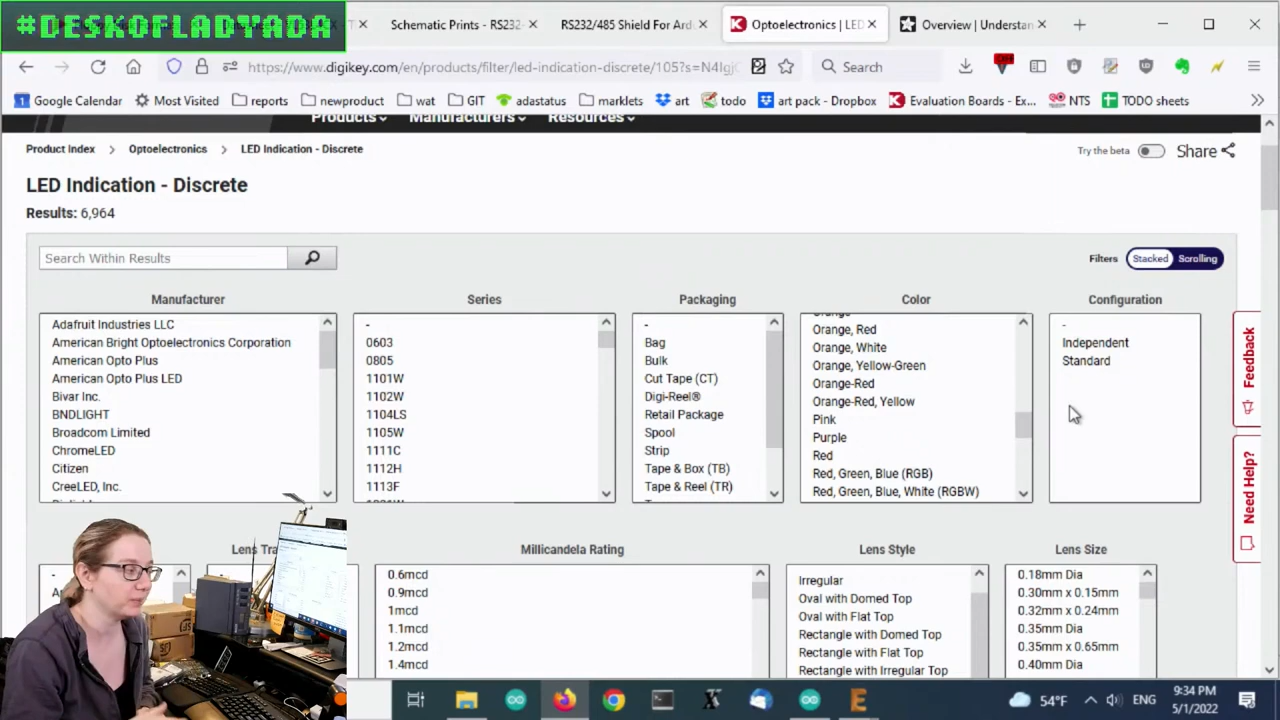 #DESKOFLADYADA
Schematic Prints - RS232-
RS232/485 Shield For Ard
Optoelectronics | LED
Overview | Understan
https://www.digikey.com/en/products/filter/led-indication-discrete/105?s=N4IgjC
Search
Google Calendar
Most Visited
reports
newproduct
wat
GIT
adastatus
marklets
art
todo
art pack - Dropbox
Evaluation Boards - Ex...
NTS
TODO sheets
Products
Manufacturers
Resources
Product Index > Optoelectronics > LED Indication - Discrete
Try the beta
Share
LED Indication - Discrete
Results: 6,964
Search Within Results
Filters
Stacked
Scrolling
Manufacturer
Adafruit Industries LLC
American Bright Optoelectronics Corporation
American Opto Plus
American Opto Plus LED
Bivar Inc.
BNDLIGHT
Broadcom Limited
ChromeLED
Citizen
CreeLED, Inc.
Series
-
0603
0805
1101W
1102W
1104LS
1105W
1111C
1112H
1113F
Packaging
-
Bag
Bulk
Cut Tape (CT)
Digi-Reel®
Retail Package
Spool
Strip
Tape & Box (TB)
Tape & Reel (TR)
Color
Orange
Orange, Red
Orange, White
Orange, Yellow-Green
Orange-Red
Orange-Red, Yellow
Pink
Purple
Red
Red, Green, Blue (RGB)
Red, Green, Blue, White (RGBW)
Configuration
-
Independent
Standard
Feedback
Need Help?
Lens Tra
Millicandela Rating
0.6mcd
0.9mcd
1mcd
1.1mcd
1.2mcd
1.4mcd
Lens Style
Irregular
Oval with Domed Top
Oval with Flat Top
Rectangle with Domed Top
Rectangle with Flat Top
Rectangle with Irregular Top
Lens Size
0.18mm Dia
0.30mm x 0.15mm
0.32mm x 0.24mm
0.35mm Dia
0.35mm x 0.65mm
0.40mm Dia
54°F
ENG
9:34 PM
5/1/2022